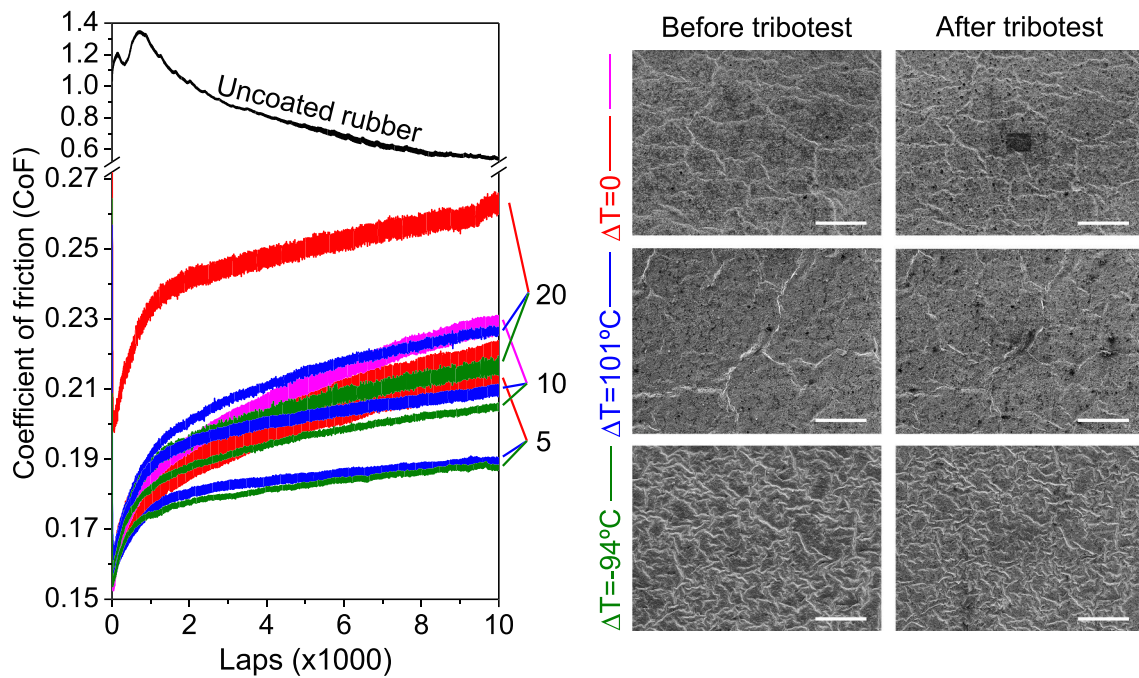 Before tribotest
After tribotest
Coefficient of friction (CoF)
1.4
1.2
1.0
0.8
0.6
0.27
0.25
0.23
0.21
0.19
0.17
0.15
Uncoated rubber
20
10
5
0
2
4
6
8
10
Laps (x1000)
ΔT=0
ΔT=101ºC
ΔT=-94ºC